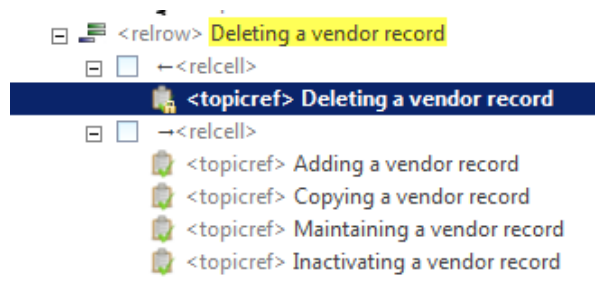 <relrow> Deleting a vendor record
←<relcell>
<topicref> Deleting a vendor record
→<relcell>
<topicref> Adding a vendor record
<topicref> Copying a vendor record
<topicref> Maintaining a vendor record
<topicref> Inactivating a vendor record